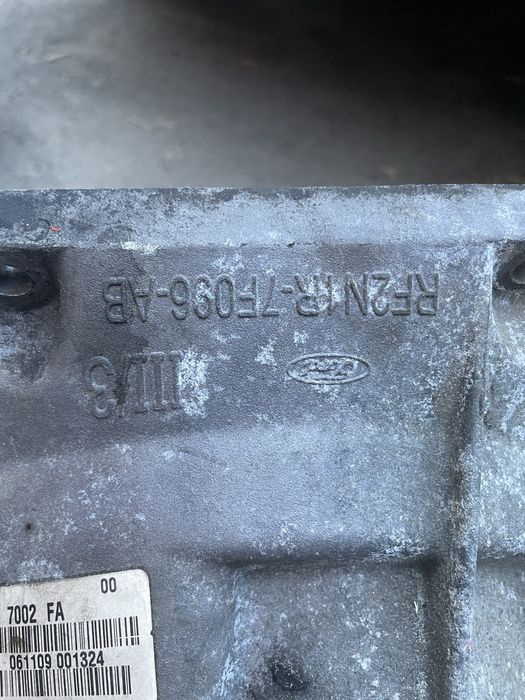 RF2N1R-7F096-AB
Ford
III/3
00
7002 FA
061109 001324